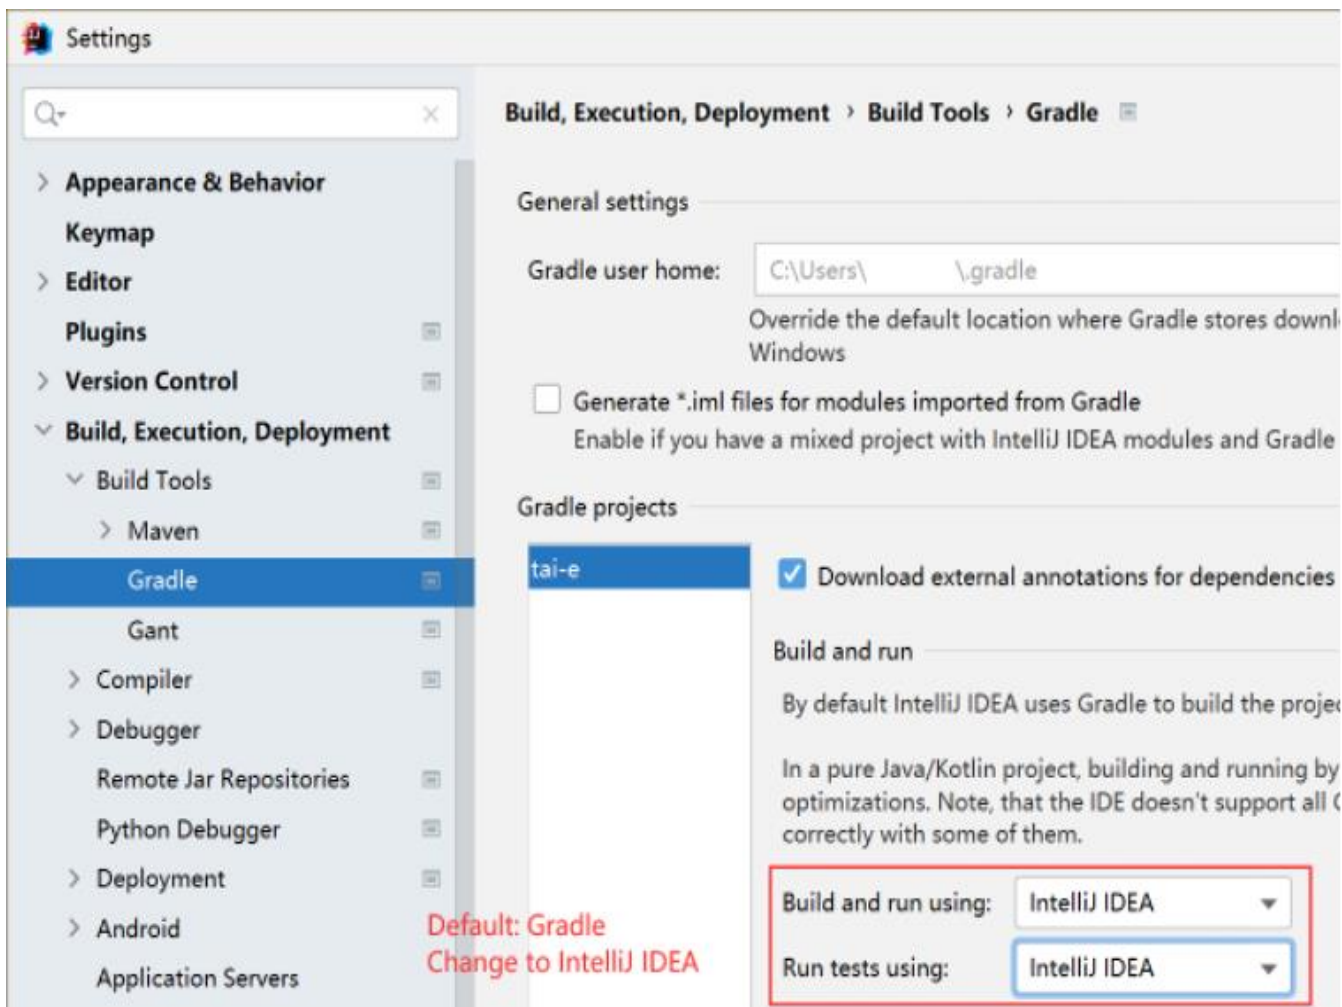 Settings
Appearance & Behavior
Keymap
Editor
Plugins
Version Control
Build, Execution, Deployment
Build Tools
Maven
Gradle
Gant
Compiler
Debugger
Remote Jar Repositories
Python Debugger
Deployment
Android
Application Servers
Build, Execution, Deployment › Build Tools › Gradle
General settings
Gradle user home: C:\Users\ \.gradle
Override the default location where Gradle stores downl
Windows
Generate *.iml files for modules imported from Gradle
Enable if you have a mixed project with IntelliJ IDEA modules and Gradle
Gradle projects
tai-e
Download external annotations for dependencies
Build and run
By default IntelliJ IDEA uses Gradle to build the projec
In a pure Java/Kotlin project, building and running by
optimizations. Note, that the IDE doesn't support all G
correctly with some of them.
Build and run using: IntelliJ IDEA
Run tests using: IntelliJ IDEA
Default: Gradle
Change to IntelliJ IDEA